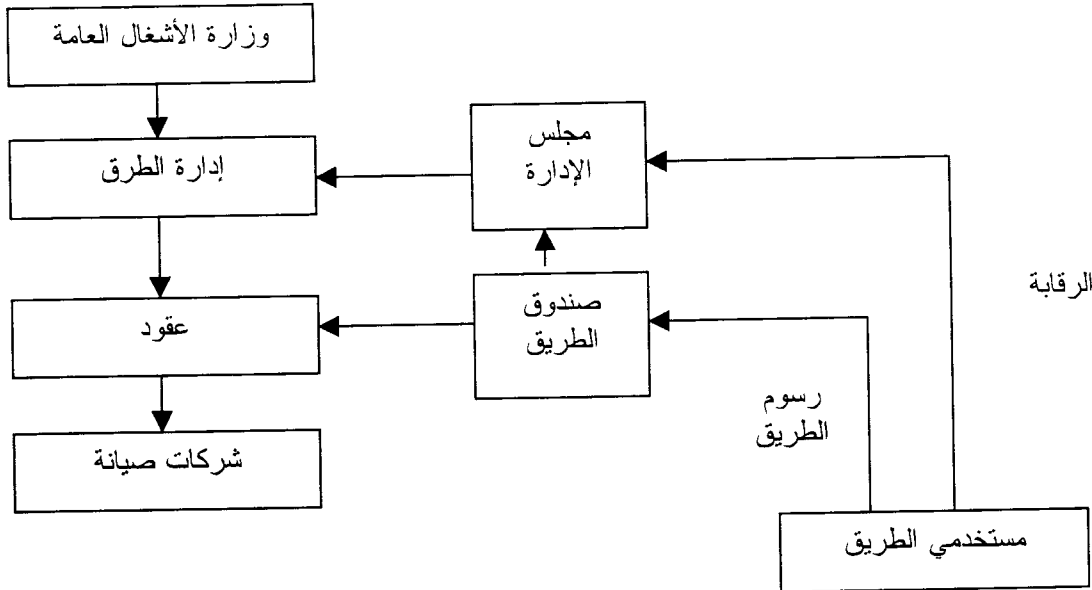 وزارة الأشغال العامة
مجلس
الإدارة
إدارة الطرق
الرقابة
صندوق
الطريق
عقود
رسوم
الطريق
شركات صيانة
مستخدمي الطريق